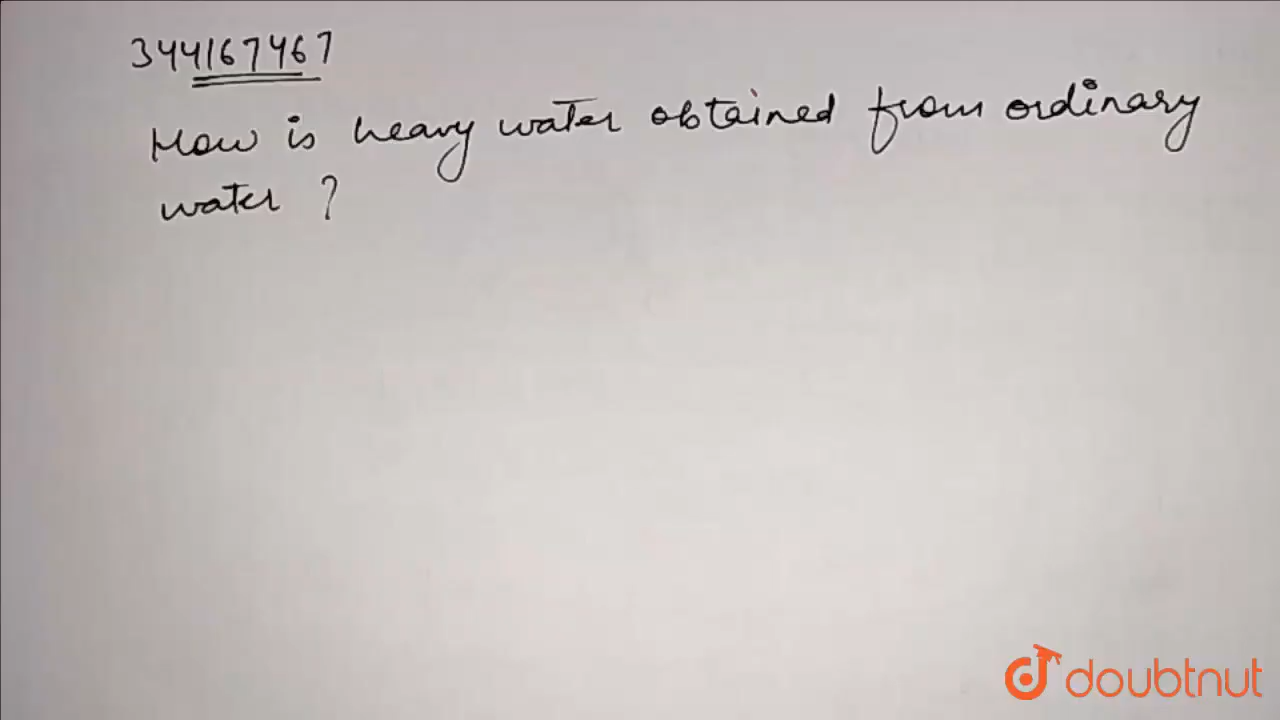 344167467
How is heavy water obtained from ordinary
water ?
doubtnut